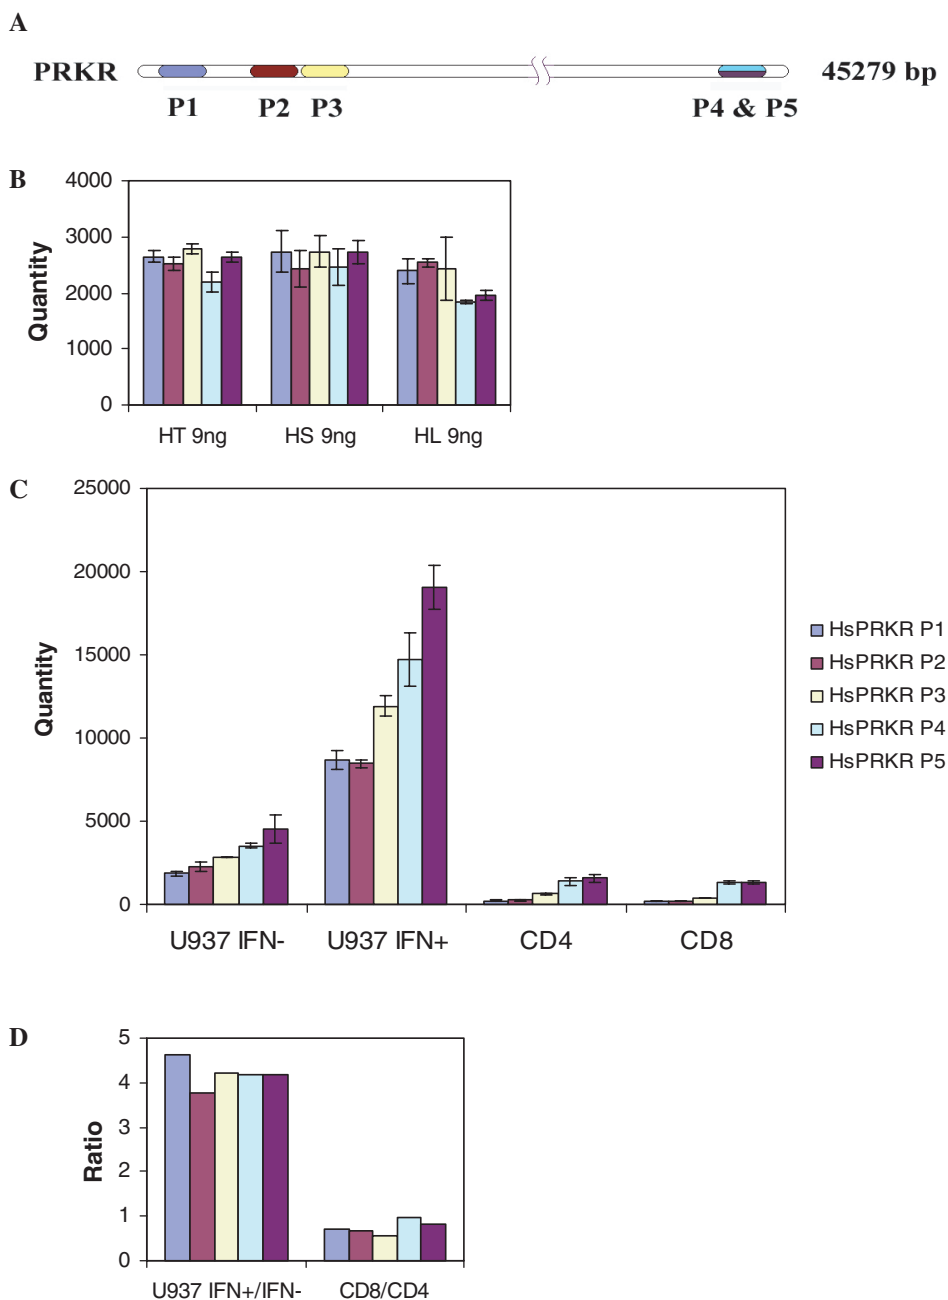 A
PRKR
45279 bp
P1 P2 P3 P4 & P5
B
4000
3000
2000
1000
0
Quantity
HT 9ng HS 9ng HL 9ng
C
25000
20000
15000
10000
5000
0
Quantity
U937 IFN- U937 IFN+ CD4 CD8
HsPRKR P1
HsPRKR P2
HsPRKR P3
HsPRKR P4
HsPRKR P5
D
5
4
3
2
1
0
Ratio
U937 IFN+/IFN- CD8/CD4